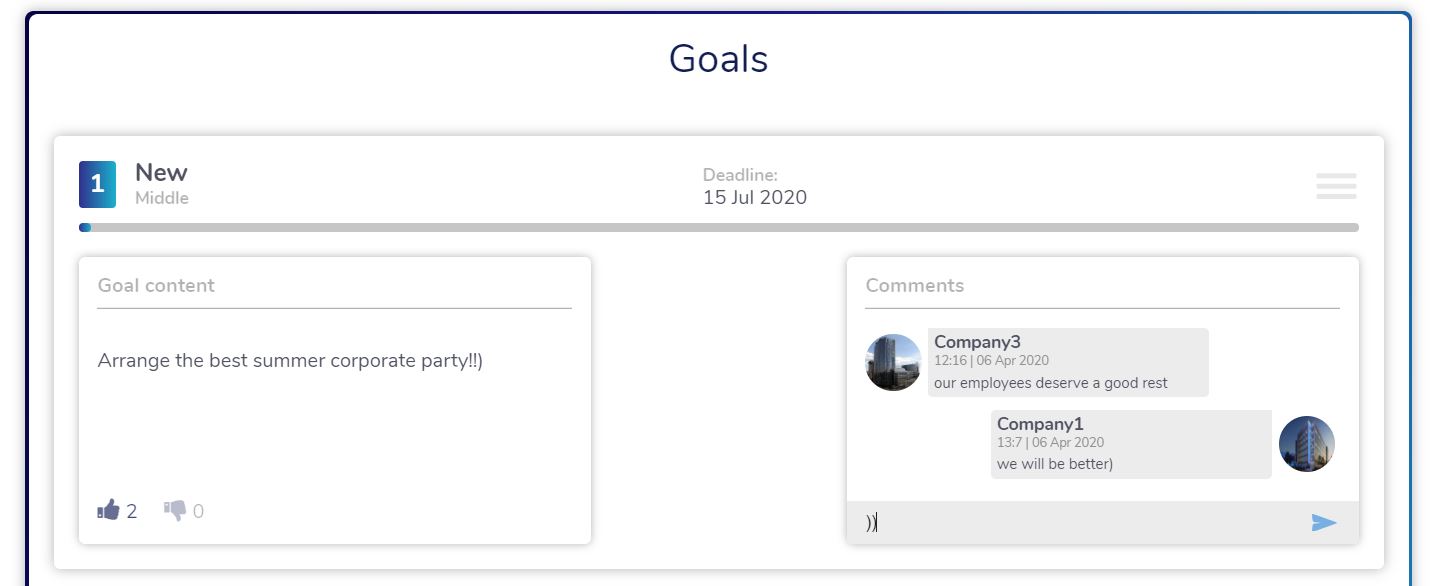 Goals
1
New
Middle
Deadline:
15 Jul 2020
Goal content
Arrange the best summer corporate party!!)
2
0
Comments
Company3
12:16 | 06 Apr 2020
our employees deserve a good rest
Company1
13:7 | 06 Apr 2020
we will be better)
))